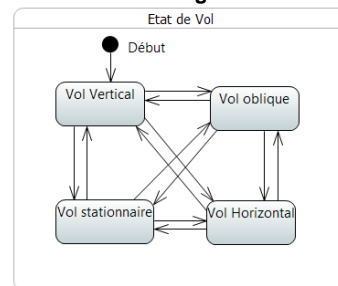 Etat de Vol
Début
Vol Vertical
Vol oblique
Vol stationnaire
Vol Horizontal